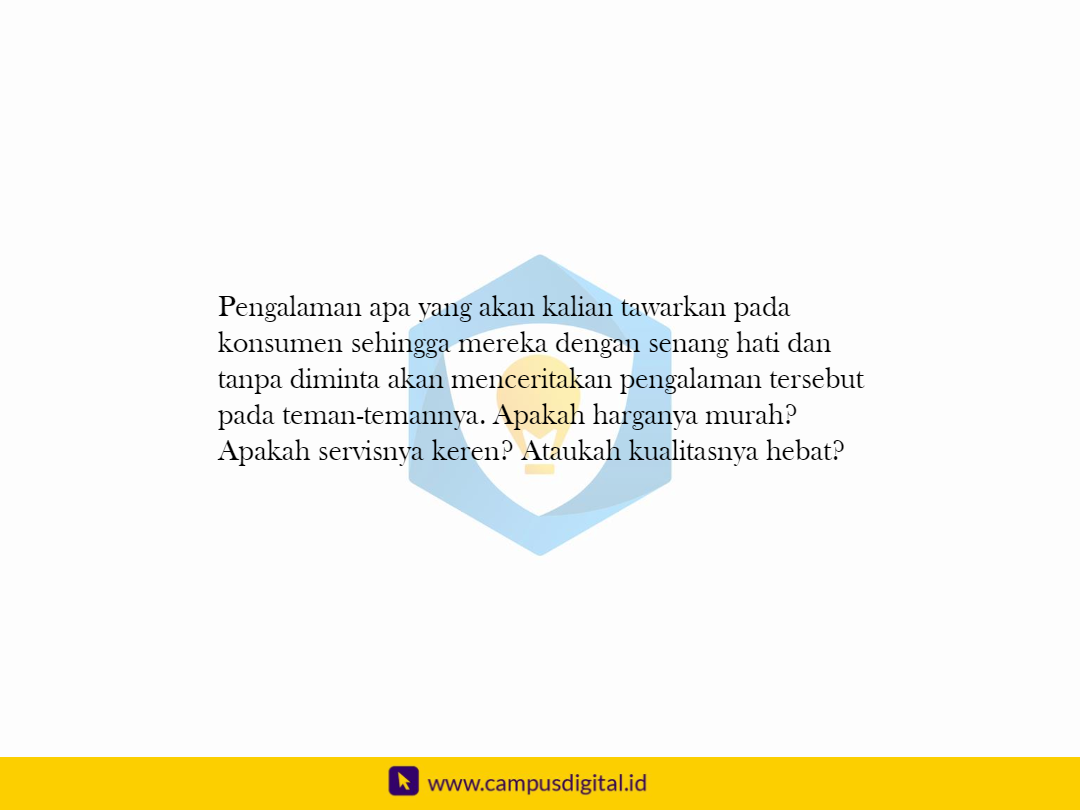 Pengalaman apa yang akan kalian tawarkan pada
konsumen sehingga mereka dengan senang hati dan
tanpa diminta akan menceritakan pengalaman tersebut
pada teman-temannya. Apakah harganya murah?
Apakah servisnya keren? Ataukah kualitasnya hebat?
www.campusdigital.id